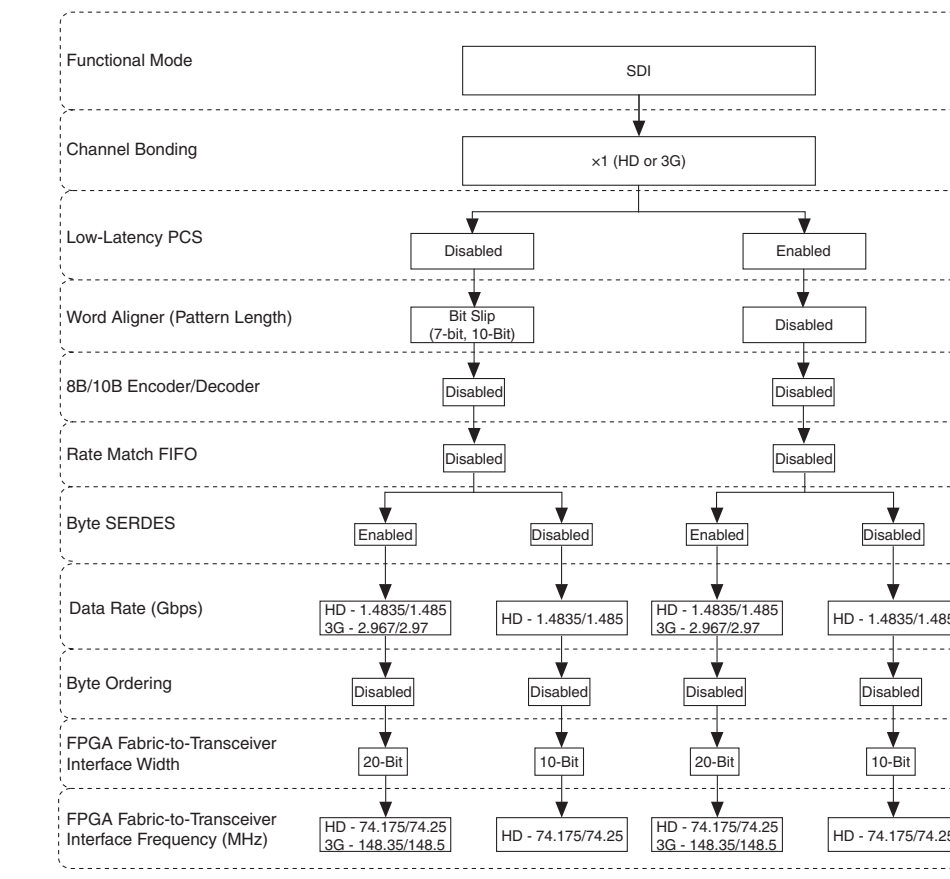 Functional Mode
SDI
Channel Bonding
×1 (HD or 3G)
Low-Latency PCS
Disabled
Enabled
Word Aligner (Pattern Length)
Bit Slip
(7-bit, 10-Bit)
Disabled
8B/10B Encoder/Decoder
Disabled
Disabled
Rate Match FIFO
Disabled
Disabled
Byte SERDES
Enabled
Disabled
Enabled
Disabled
Data Rate (Gbps)
HD - 1.4835/1.485
3G - 2.967/2.97
HD - 1.4835/1.485
HD - 1.4835/1.485
3G - 2.967/2.97
HD - 1.4835/1.485
Byte Ordering
Disabled
Disabled
Disabled
Disabled
FPGA Fabric-to-Transceiver
Interface Width
20-Bit
10-Bit
20-Bit
10-Bit
FPGA Fabric-to-Transceiver
Interface Frequency (MHz)
HD - 74.175/74.25
3G - 148.35/148.5
HD - 74.175/74.25
HD - 74.175/74.25
3G - 148.35/148.5
HD - 74.175/74.25